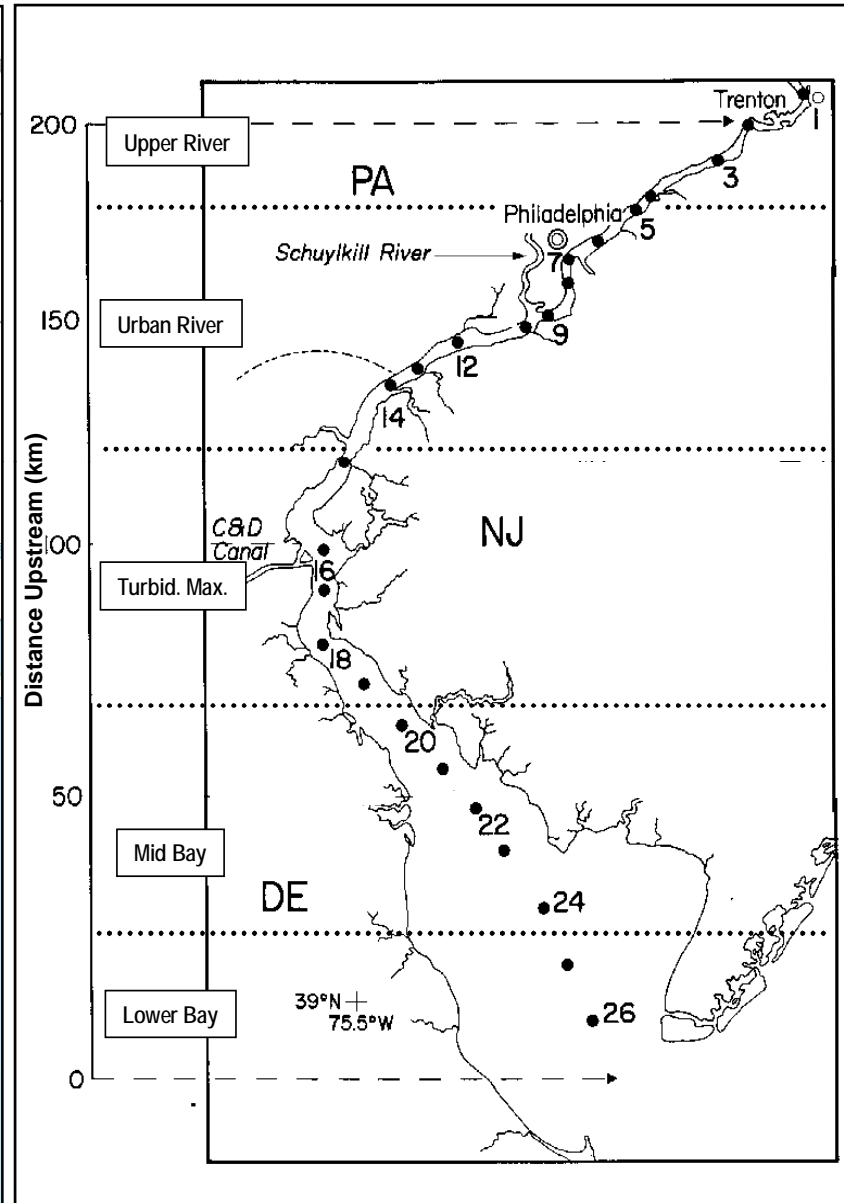 Trenton
1
200
Upper River
3
PA
Philadelphia
5
Schuylkill River
7
150
Urban River
9
12
14
Distance Upstream (km)
C&D
Canal
NJ
100
16
Turbid. Max.
18
20
50
22
Mid Bay
DE
24
39°N
75.5°W
Lower Bay
26
0